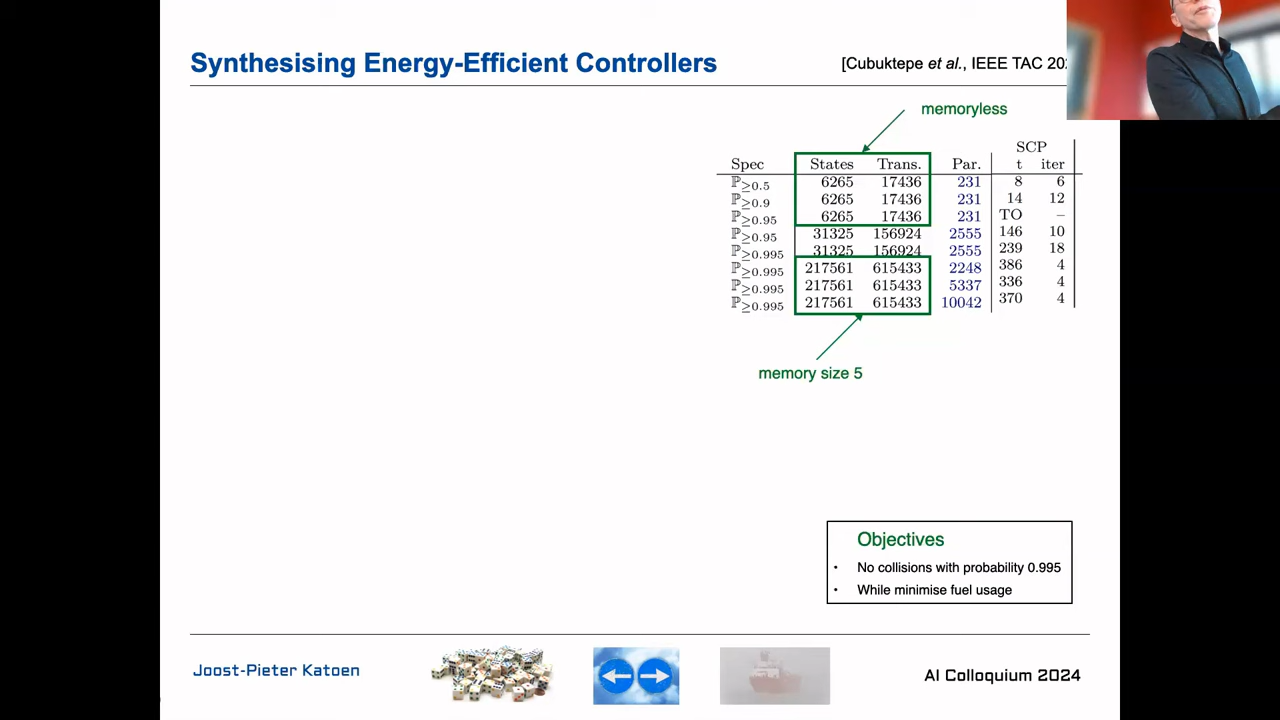 Synthesising Energy-Efficient Controllers
[Cubuktepe et al., IEEE TAC
memoryless
SCP
Spec States Trans. Par. t iter
ℙ≥0.5 6265 17436 231 8 6
ℙ≥0.9 6265 17436 231 14 12
ℙ≥0.95 6265 17436 231 TO –
ℙ≥0.95 31325 156924 2555 146 10
ℙ≥0.995 31325 156924 2555 239 18
ℙ≥0.995 217561 615433 2248 386 4
ℙ≥0.995 217561 615433 5337 336 4
ℙ≥0.995 217561 615433 10042 370 4
memory size 5
Objectives
• No collisions with probability 0.995
• While minimise fuel usage
Joost-Pieter Katoen
AI Colloquium 2024